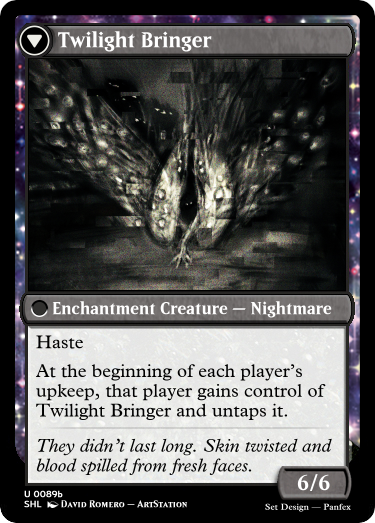 Twilight Bringer
Enchantment Creature — Nightmare
Haste
At the beginning of each player's
upkeep, that player gains control of
Twilight Bringer and untaps it.
They didn't last long. Skin twisted and
blood spilled from fresh faces.
6/6
U 0089b
SHL DAVID ROMERO — ARTSTATION
Set Design — Panfex